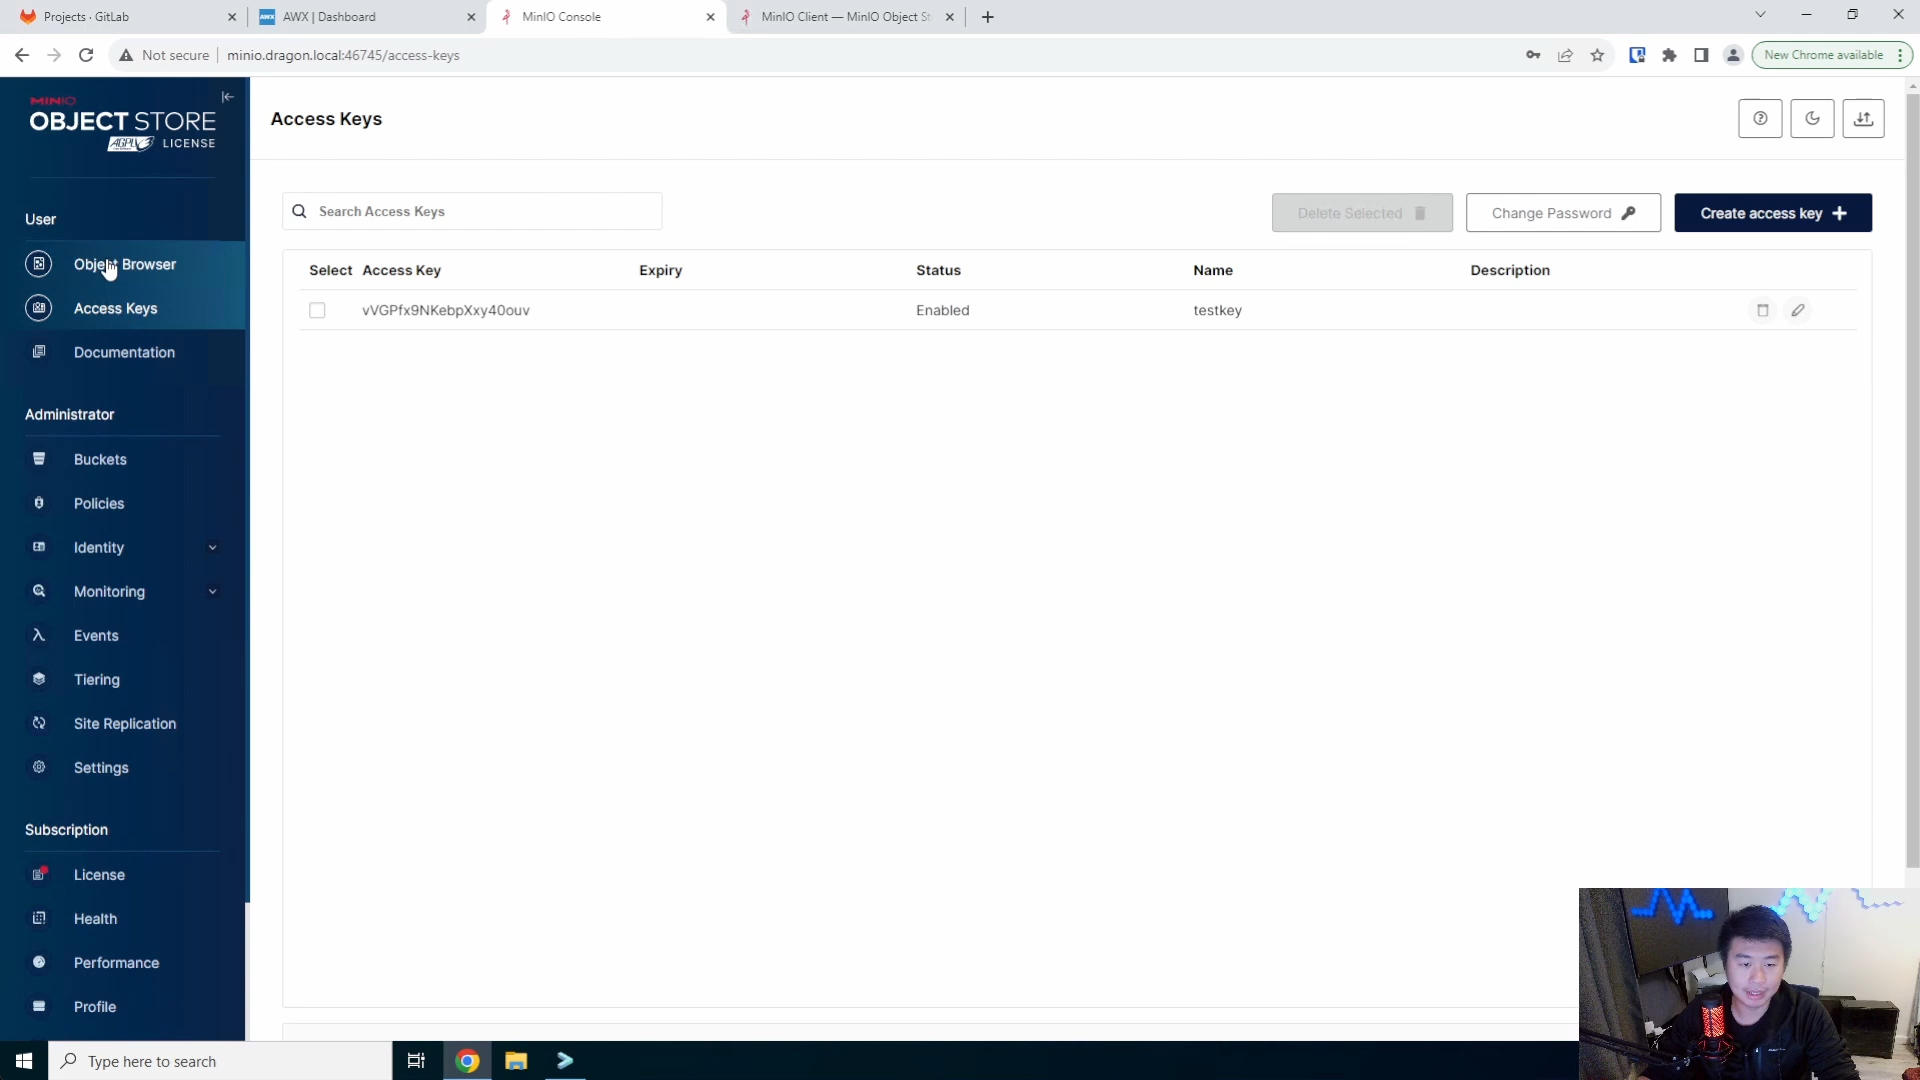 Projects · GitLab
AWX | Dashboard
MinIO Console
MinIO Client — MinIO Object St
Not secure
minio.dragon.local:46745/access-keys
New Chrome available
MINIO
OBJECT STORE
AGPLV3 LICENSE
Access Keys
User
Object Browser
Access Keys
Documentation
Administrator
Buckets
Policies
Identity
Monitoring
Events
Tiering
Site Replication
Settings
Subscription
License
Health
Performance
Profile
Search Access Keys
Delete Selected
Change Password
Create access key +
Select Access Key Expiry Status Name Description
vVGPfx9NKebpXxy40ouv Enabled testkey
Type here to search